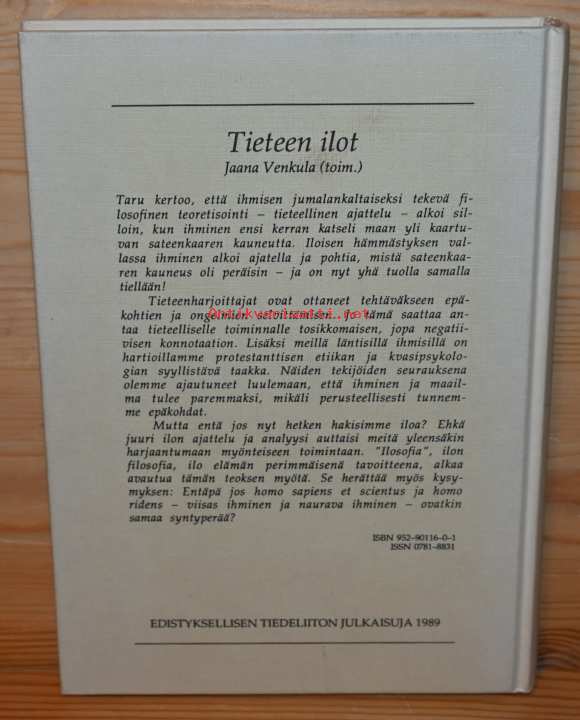 Tieteen ilot
Jaana Venkula (toim.)
Taru kertoo, että ihmisen jumalankaltaiseksi tekevä fi-
losofinen teoretisointi – tieteellinen ajattelu – alkoi sil-
loin, kun ihminen ensi kerran katseli maan yli kaartu-
van sateenkaaren kauneutta. Iloisen hämmästyksen val-
lassa ihminen alkoi ajatella ja pohtia, mistä sateenkaa-
ren kauneus oli peräisin – ja on nyt yhä tuolla samalla
tiellään!
Tieteenharjoittajat ovat ottaneet tehtäväkseen epä-
kohtien ja ongelmien selvittämisen. Jo tämä saattaa an-
Antikvariaatti.net
taa tieteelliselle toiminnalle tosikkomaisen, jopa negatii-
visen konnotaation. Lisäksi meillä läntisillä ihmisillä on
hartioillamme protestanttisen etiikan ja kvasipsykolo-
gian syyllistävä taakka. Näiden tekijöiden seurauksena
olemme ajautuneet luulemaan, että ihminen ja maail-
ma tulee paremmaksi, mikäli perusteellisesti tunnem-
me epäkohdat.
Mutta entä jos nyt hetken hakisimme iloa? Ehkä
juuri ilon ajattelu ja analyysi auttaisi meitä yleensäkin
harjaantumaan myönteiseen toimintaan. "Ilosofia", ilon
filosofia, ilo elämän perimmäisenä tavoitteena, alkaa
avautua tämän teoksen myötä. Se herättää myös kysy-
myksen: Entäpä jos homo sapiens et scientus ja homo
ridens – viisas ihminen ja naurava ihminen – ovatkin
samaa syntyperää?
ISBN 952–90116–0–1
ISSN 0781–8831
EDISTYKSELLISEN TIEDELIITON JULKAISUJA 1989